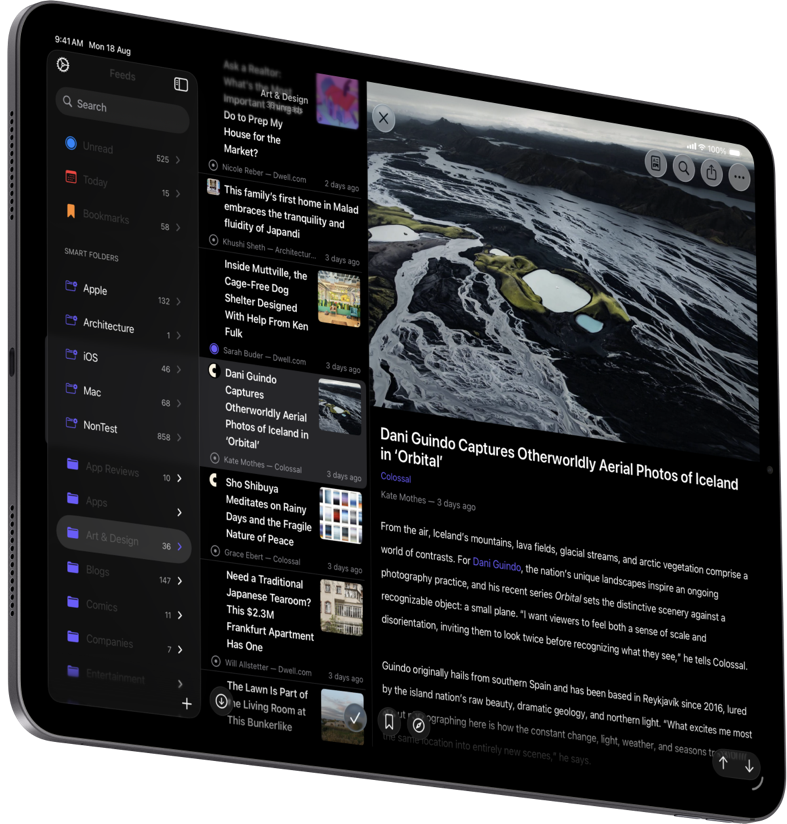 9:41 AM Mon 18 Aug
100%
Feeds
Search
Unread
525
Today
15
Bookmarks
58
SMART FOLDERS
Apple
132
Architecture
1
iOS
46
Mac
68
NonTest
858
App Reviews
10
Apps
Art & Design
36
Blogs
147
Comics
11
Companies
7
Entertainment
Ask a Realtor:
What's the Most
Important Thing
Art & Design
Do to Prep My
House for the
Market?
Nicole Reber — Dwell.com
2 days ago
This family's first home in Malad
embraces the tranquility and
fluidity of Japandi
Khushi Sheth — Architectur...
3 days ago
Inside Muttville, the
Cage-Free Dog
Shelter Designed
With Help From Ken
Fulk
Sarah Buder — Dwell.com
3 days ago
Dani Guindo
Captures
Otherworldly Aerial
Photos of Iceland in
‘Orbital’
Kate Mothes — Colossal
3 days ago
Sho Shibuya
Meditates on Rainy
Days and the Fragile
Nature of Peace
Grace Ebert — Colossal
3 days ago
Need a Traditional
Japanese Tearoom?
This $2.3M
Frankfurt Apartment
Has One
Will Allstetter — Dwell.com
3 days ago
The Lawn Is Part of
the Living Room at
This Bunkerlike
Dani Guindo Captures Otherworldly Aerial Photos of Iceland
in ‘Orbital’
Colossal
Kate Mothes — 3 days ago
From the air, Iceland’s mountains, lava fields, glacial streams, and arctic vegetation comprise a
world of contrasts. For Dani Guindo, the nation’s unique landscapes inspire an ongoing
photography practice, and his recent series Orbital sets the distinctive scenery against a
recognizable object: a small plane. “I want viewers to feel both a sense of scale and
disorientation, inviting them to look twice before recognizing what they see,” he tells Colossal.
Guindo originally hails from southern Spain and has been based in Reykjavík since 2016, lured
by the island nation’s raw beauty, dramatic geology, and northern light. “What excites me most
about photographing here is how the constant change, light, weather, and seasons
the same location into entirely new scenes,” he says.